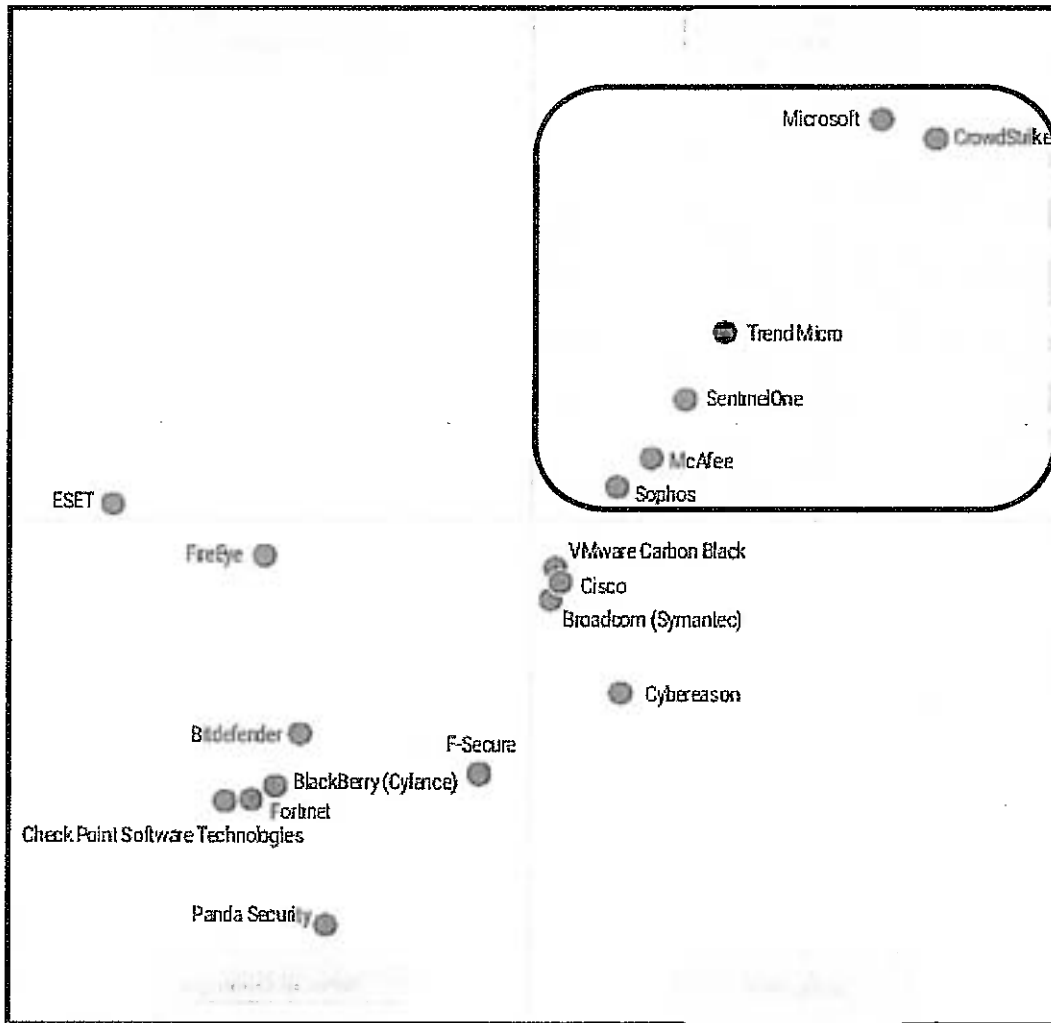 Microsoft
CrowdStrike
Trend Micro
SentinelOne
McAfee
Sophos
ESET
FireEye
VMware Carbon Black
Cisco
Broadcom (Symantec)
Cybereason
Bitdefender
F-Secure
BlackBerry (Cylance)
Fortinet
Check Point Software Technologies
Panda Security